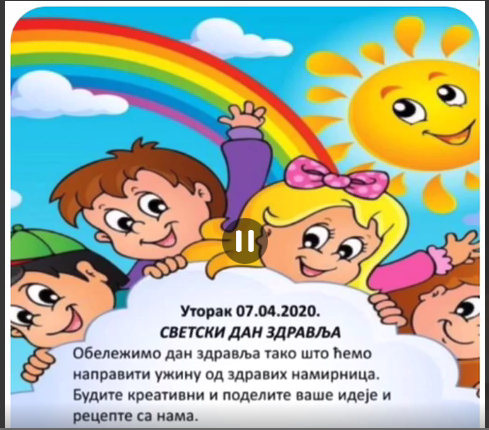 Уторак 07.04.2020.
СВЕТСКИ ДАН ЗДРАВЉА
Обележимо дан здравља тако што ћемо
направити ужину од здравих намирница.
Будите креативни и поделите ваше идеје и
рецепте са нама.